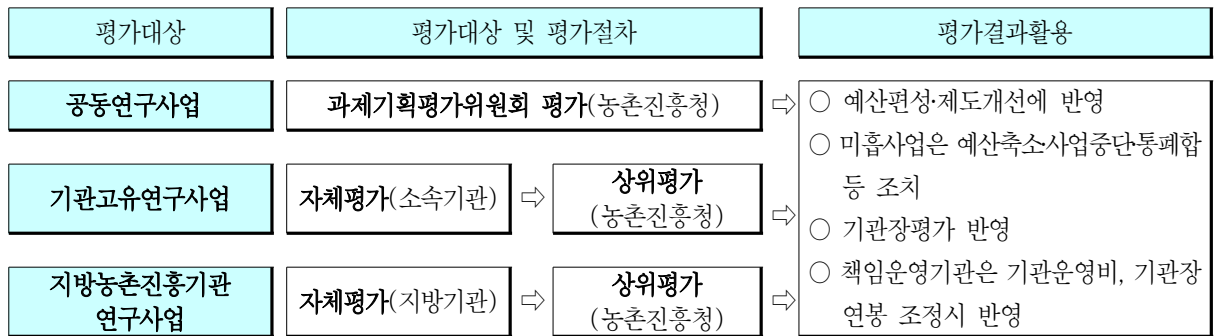 평가대상
평가대상 및 평가절차
평가결과활용
공동연구사업
과제기획평가위원회 평가(농촌진흥청)
⇨
기관고유연구사업
자체평가(소속기관)
⇨
상위평가
(농촌진흥청)
⇨
지방농촌진흥기관
연구사업
자체평가(지방기관)
⇨
상위평가
(농촌진흥청)
⇨
○ 예산편성·제도개선에 반영
○ 미흡사업은 예산축소·사업중단·통폐합
등 조치
○ 기관장평가 반영
○ 책임운영기관은 기관운영비, 기관장
연봉 조정시 반영